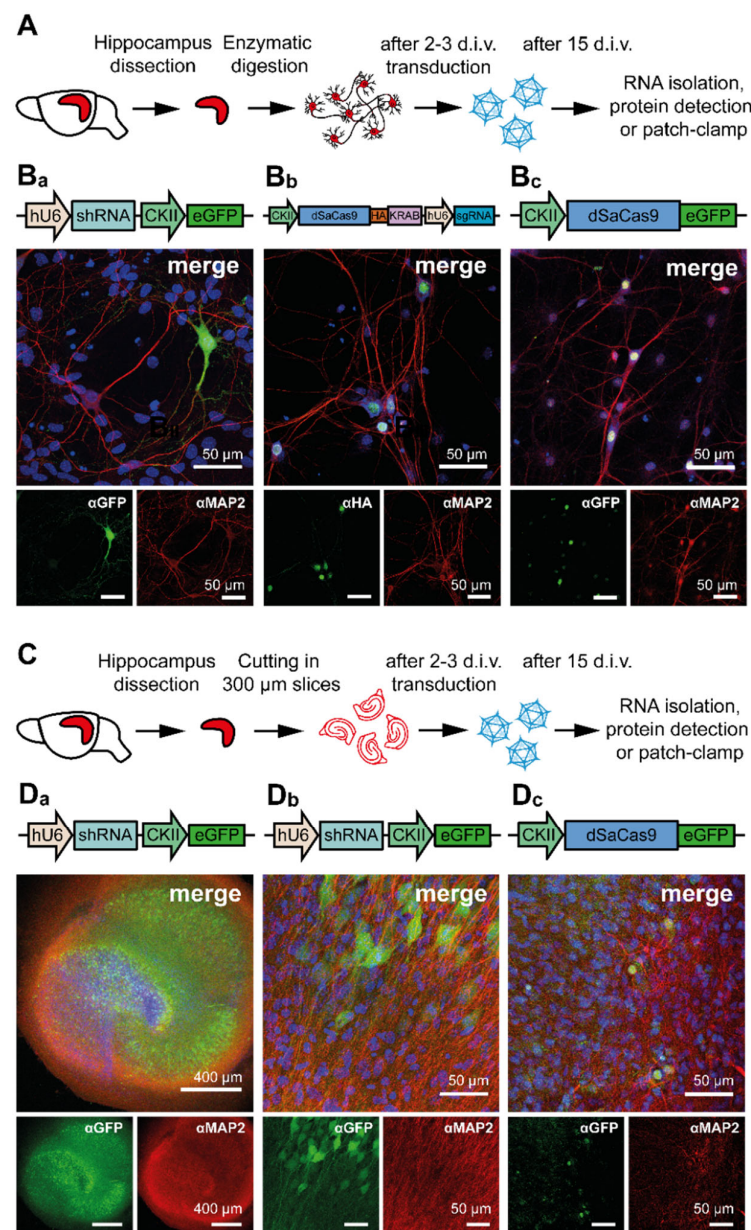 A
Hippocampus
dissection
Enzymatic
digestion
after 2-3 d.i.v.
transduction
after 15 d.i.v.
RNA isolation,
protein detection
or patch-clamp
Ba
hU6 shRNA CKII eGFP
merge
50 µm
αGFP
αMAP2
50 µm
Bb
CKII dSaCas9 HA KRAB hU6 sgRNA
merge
50 µm
αHA
αMAP2
50 µm
Bc
CKII dSaCas9 eGFP
merge
50 µm
αGFP
αMAP2
50 µm
C
Hippocampus
dissection
Cutting in
300 µm slices
after 2-3 d.i.v.
transduction
after 15 d.i.v.
RNA isolation,
protein detection
or patch-clamp
Da
hU6 shRNA CKII eGFP
merge
400 µm
αGFP
αMAP2
400 µm
Db
hU6 shRNA CKII eGFP
merge
50 µm
αGFP
αMAP2
50 µm
Dc
CKII dSaCas9 eGFP
merge
50 µm
αGFP
αMAP2
50 µm